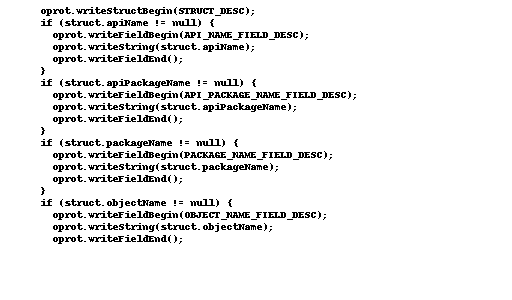 oprot.writeStructBegin(STRUCT_DESC);
if (struct.apiName != null) {
oprot.writeFieldBegin(API_NAME_FIELD_DESC);
oprot.writeString(struct.apiName);
oprot.writeFieldEnd();
}
if (struct.apiPackageName != null) {
oprot.writeFieldBegin(API_PACKAGE_NAME_FIELD_DESC);
oprot.writeString(struct.apiPackageName);
oprot.writeFieldEnd();
}
if (struct.packageName != null) {
oprot.writeFieldBegin(PACKAGE_NAME_FIELD_DESC);
oprot.writeString(struct.packageName);
oprot.writeFieldEnd();
}
if (struct.objectName != null) {
oprot.writeFieldBegin(OBJECT_NAME_FIELD_DESC);
oprot.writeString(struct.objectName);
oprot.writeFieldEnd();